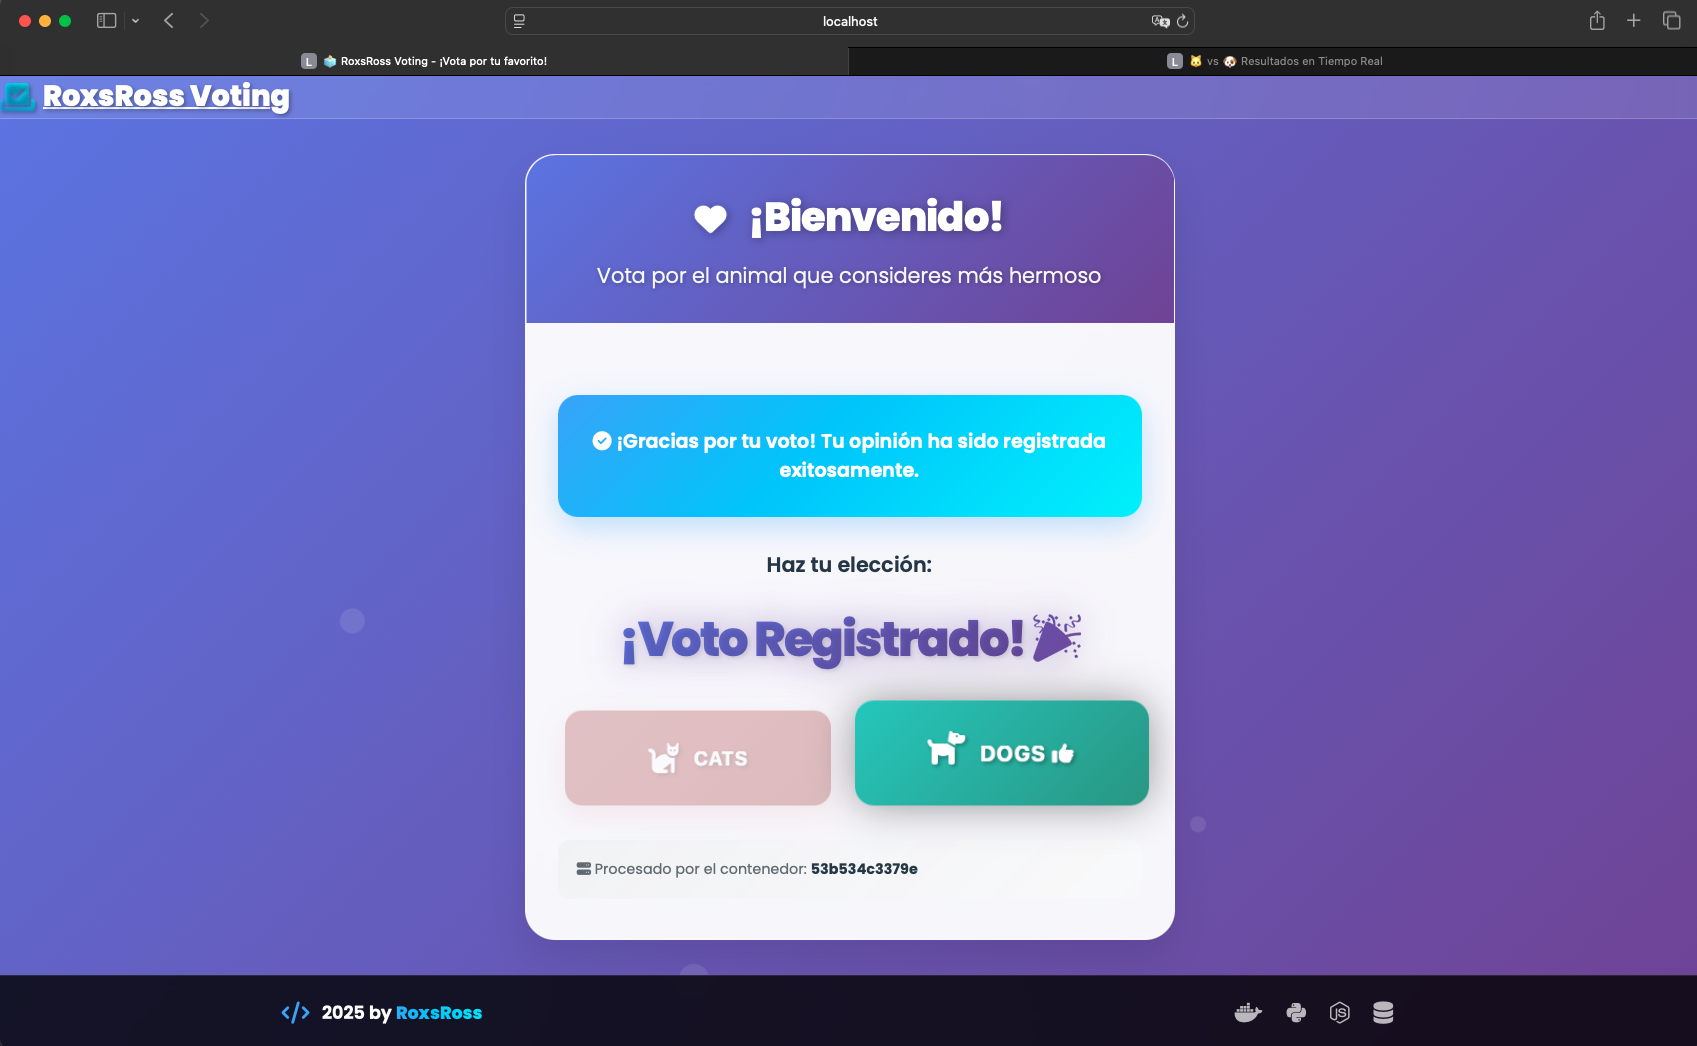 localhost
L RoxsRoss Voting - ¡Vota por tu favorito!
L vs Resultados en Tiempo Real
RoxsRoss Voting
¡Bienvenido!
Vota por el animal que consideres más hermoso
¡Gracias por tu voto! Tu opinión ha sido registrada
exitosamente.
Haz tu elección:
¡Voto Registrado!
CATS
DOGS
Procesado por el contenedor: 53b534c3379e
2025 by RoxsRoss
JS